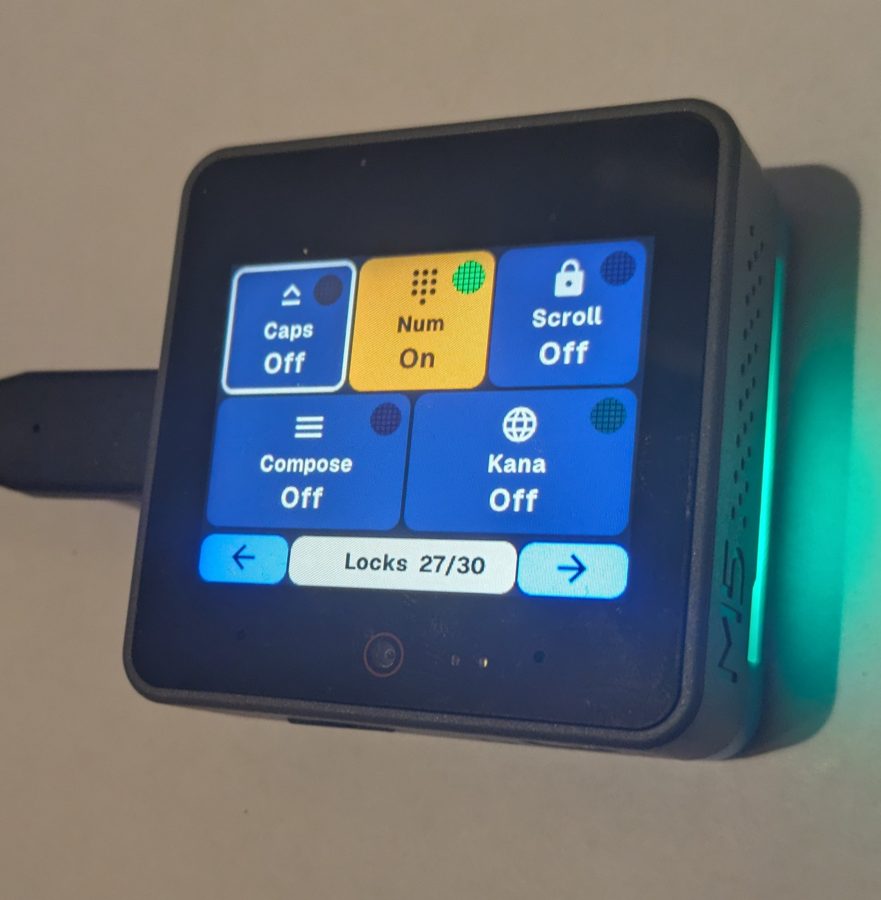 Caps
Off
Num
On
Scroll
Off
Compose
Off
Kana
Off
Locks 27/30
M5